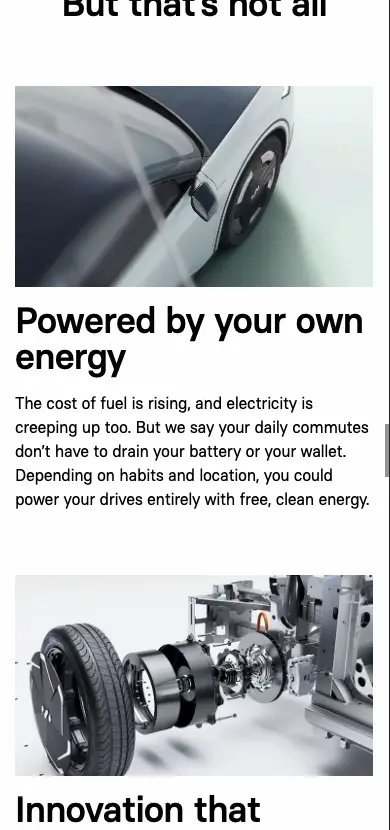 But that's not all
Powered by your own
energy
The cost of fuel is rising, and electricity is
creeping up too. But we say your daily commutes
don’t have to drain your battery or your wallet.
Depending on habits and location, you could
power your drives entirely with free, clean energy.
Innovation that